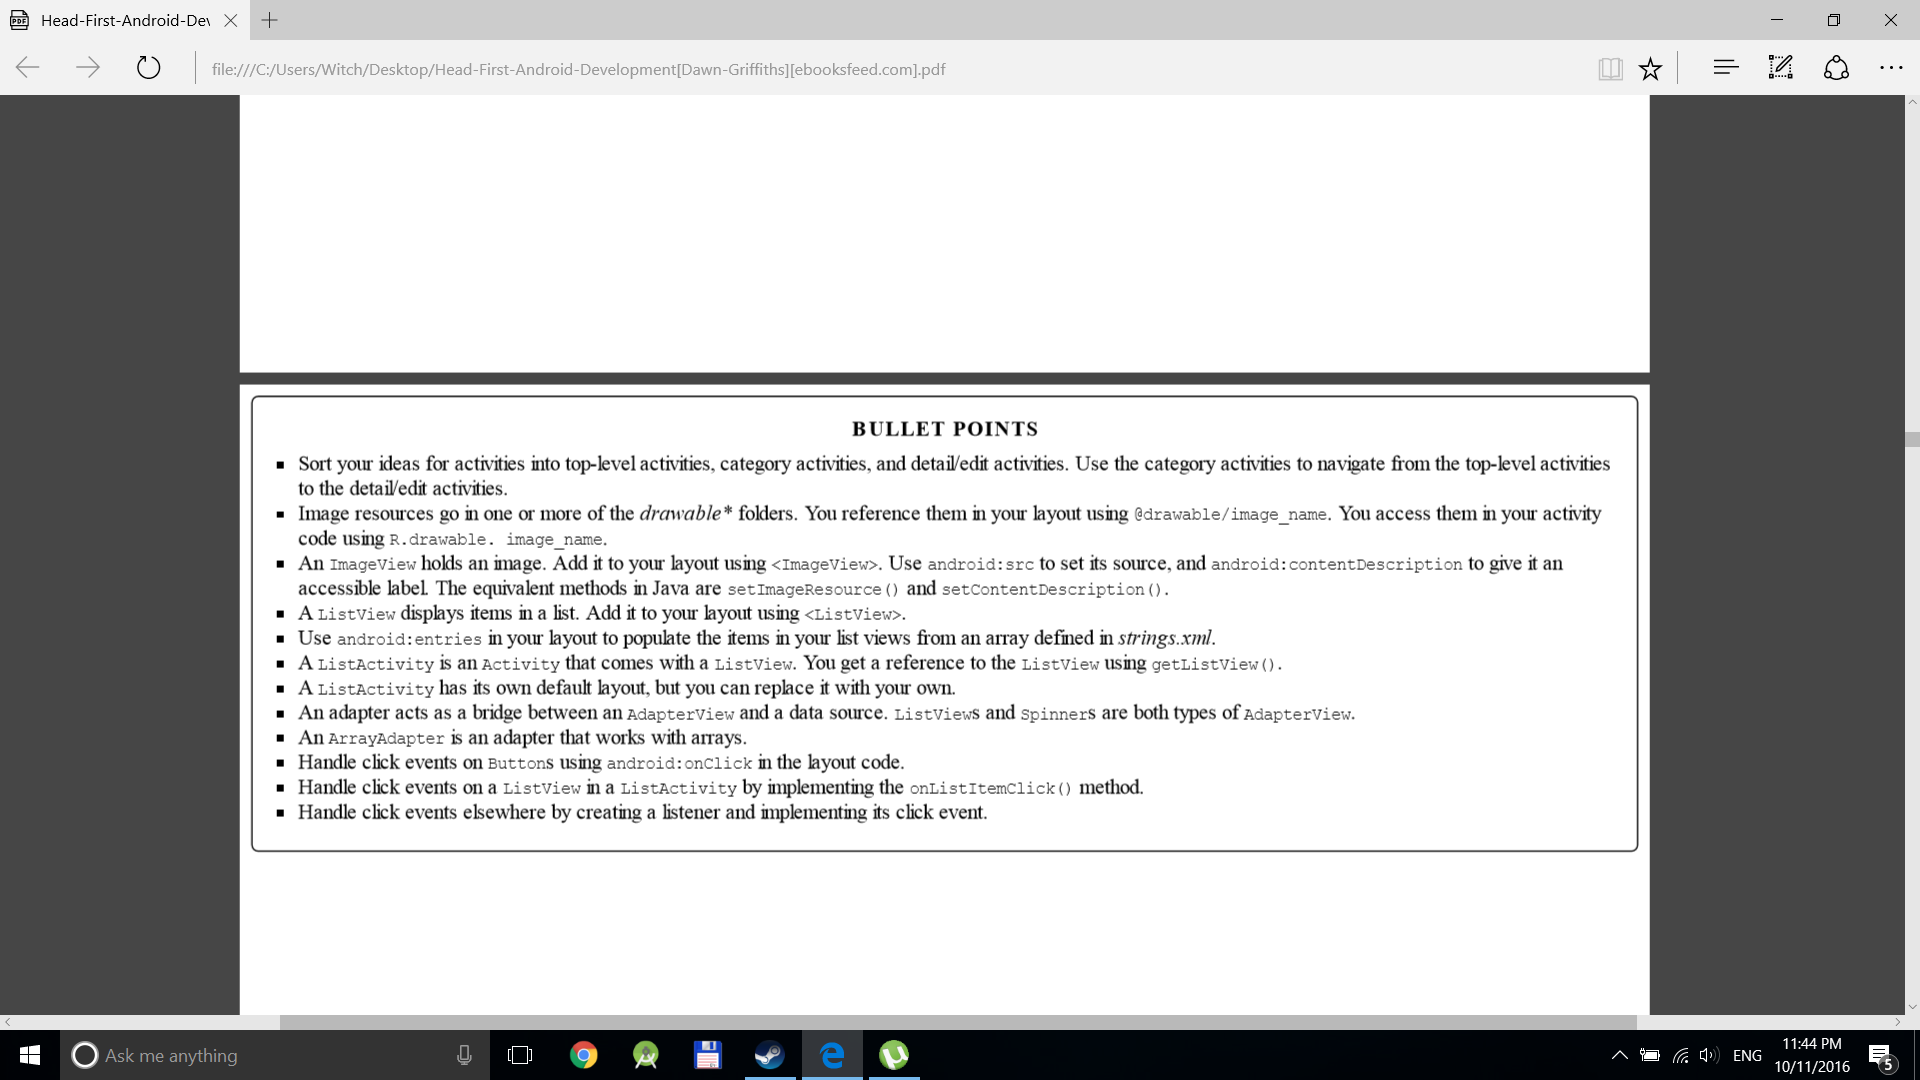 Head-First-Android-Dev
file:///C:/Users/Witch/Desktop/Head-First-Android-Development[Dawn-Griffiths][ebooksfeed.com].pdf
BULLET POINTS
▪ Sort your ideas for activities into top-level activities, category activities, and detail/edit activities. Use the category activities to navigate from the top-level activities
to the detail/edit activities.
▪ Image resources go in one or more of the drawable* folders. You reference them in your layout using @drawable/image_name. You access them in your activity
code using R.drawable. image_name.
▪ An ImageView holds an image. Add it to your layout using <ImageView>. Use android:src to set its source, and android:contentDescription to give it an
accessible label. The equivalent methods in Java are setImageResource() and setContentDescription().
▪ A ListView displays items in a list. Add it to your layout using <ListView>.
▪ Use android:entries in your layout to populate the items in your list views from an array defined in strings.xml.
▪ A ListActivity is an Activity that comes with a ListView. You get a reference to the ListView using getListView().
▪ A ListActivity has its own default layout, but you can replace it with your own.
▪ An adapter acts as a bridge between an AdapterView and a data source. ListViews and Spinners are both types of AdapterView.
▪ An ArrayAdapter is an adapter that works with arrays.
▪ Handle click events on Buttons using android:onClick in the layout code.
▪ Handle click events on a ListView in a ListActivity by implementing the onListItemClick() method.
▪ Handle click events elsewhere by creating a listener and implementing its click event.
Ask me anything
ENG
11:44 PM
10/11/2016
5